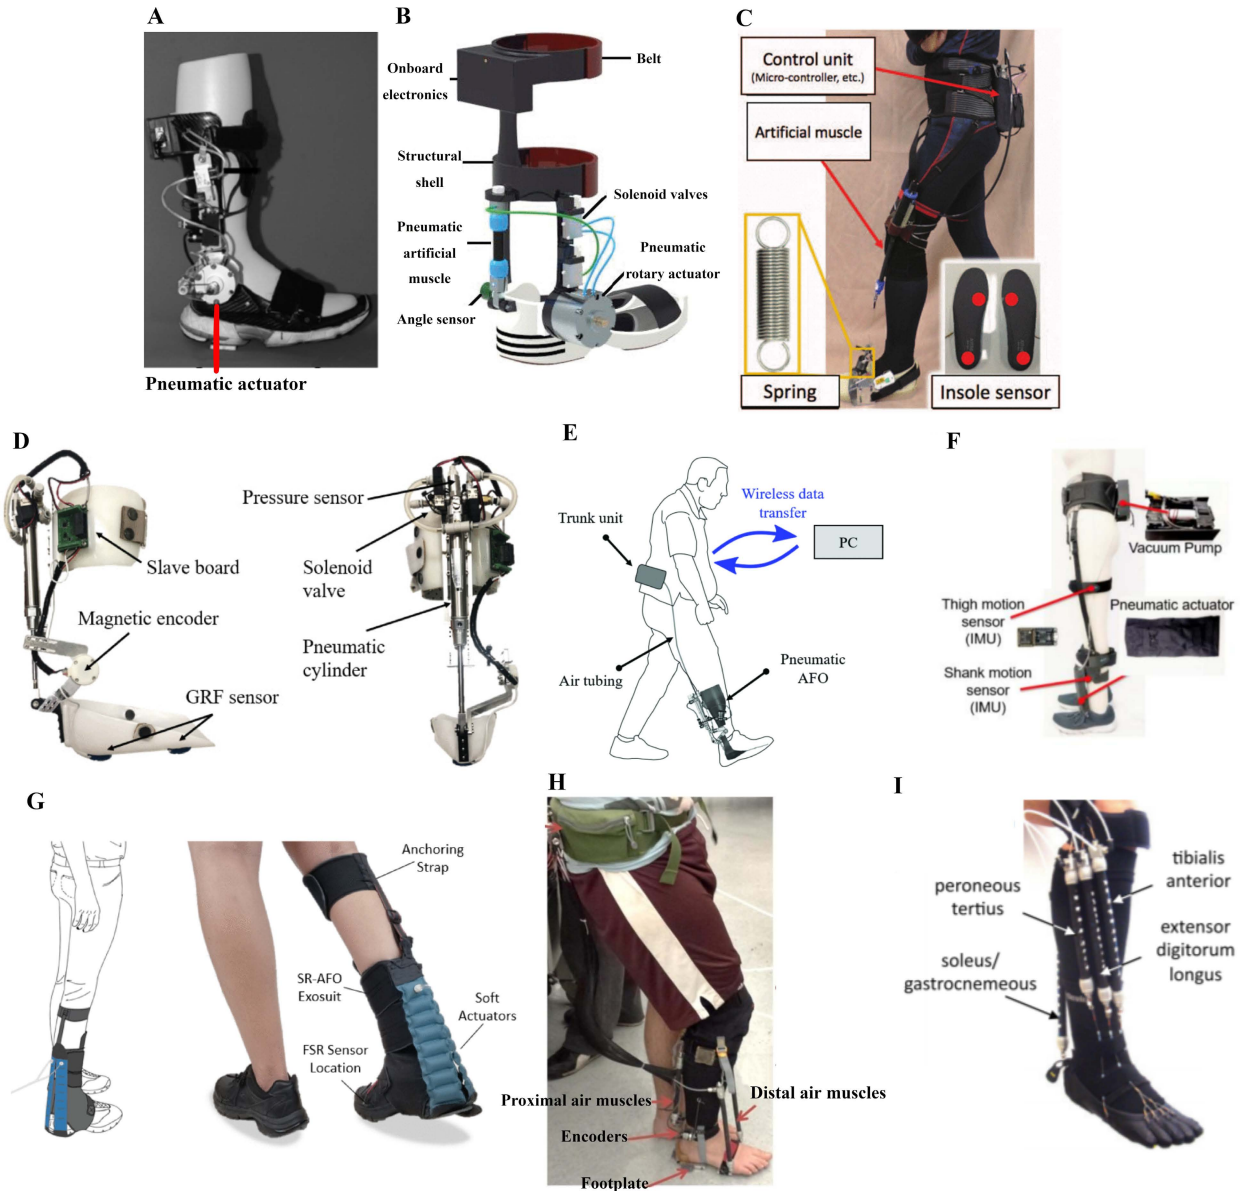 A
Pneumatic actuator
B
Belt
Onboard
electronics
Structural
shell
Solenoid valves
Pneumatic
artificial
muscle
Pneumatic
rotary actuator
Angle sensor
C
Control unit
(Micro-controller, etc.)
Artificial muscle
Spring
Insole sensor
D
Pressure sensor
Slave board
Solenoid
valve
Magnetic encoder
Pneumatic
cylinder
GRF sensor
E
Wireless data
transfer
Trunk unit
PC
Air tubing
Pneumatic
AFO
F
Vacuum Pump
Thigh motion
sensor
(IMU)
Pneumatic actuator
Shank motion
sensor
(IMU)
G
Anchoring
Strap
SR-AFO
Exosuit
Soft
Actuators
FSR Sensor
Location
H
Proximal air muscles
Distal air muscles
Encoders
Footplate
I
tibialis
anterior
peroneous
tertius
extensor
digitorum
longus
soleus/
gastrocnemeous